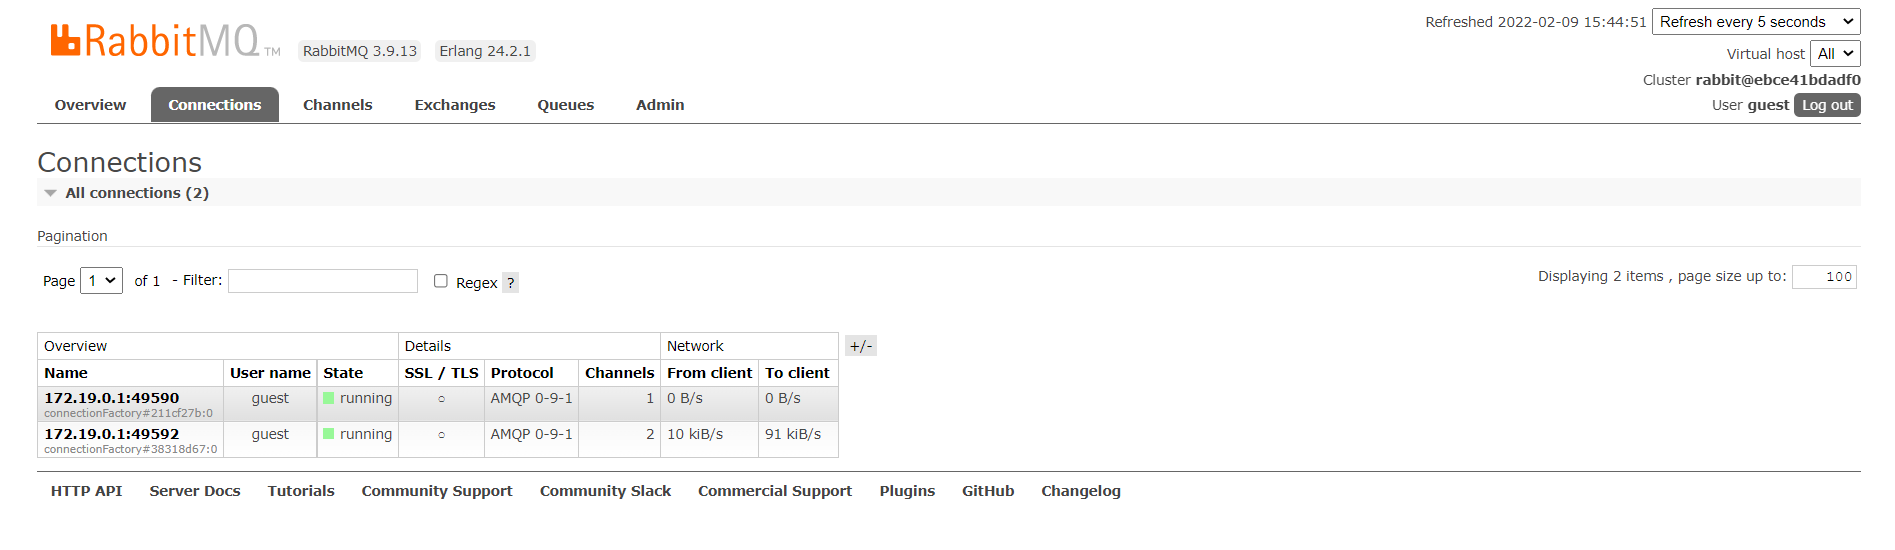 Refreshed 2022-02-09 15:44:51 Refresh every 5 seconds
RabbitMQ TM RabbitMQ 3.9.13 Erlang 24.2.1
Virtual host All
Cluster rabbit@ebce41bdadf0
User guest Log out
Overview Connections Channels Exchanges Queues Admin
Connections
All connections (2)
Pagination
Page 1 of 1 - Filter: Regex ?
Displaying 2 items , page size up to: 100
Overview Details Network +/-
Name User name State SSL / TLS Protocol Channels From client To client
172.19.0.1:49590 guest running ○ AMQP 0-9-1 1 0 B/s 0 B/s
connectionFactory#211cf27b:0
172.19.0.1:49592 guest running ○ AMQP 0-9-1 2 10 kiB/s 91 kiB/s
connectionFactory#38318d67:0
HTTP API Server Docs Tutorials Community Support Community Slack Commercial Support Plugins GitHub Changelog